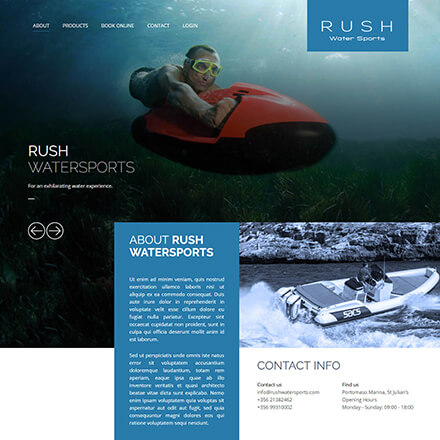 ABOUT PRODUCTS BOOK ONLINE CONTACT LOGIN
RUSH
Water Sports
RUSH
WATERSPORTS
For an exhilarating water experience.
ABOUT RUSH
WATERSPORTS
Ut enim ad minim veniam, quis nostrud
exercitation ullamco laboris nisi ut
aliquip ex ea commodo consequat. Duis
aute irure dolor in reprehenderit in
voluptate velit esse cillum dolore eu
fugiat nulla pariatur. Excepteur sint
occaecat cupidatat non proident, sunt in
culpa qui officia deserunt mollit anim id
est laborum.
Sed ut perspiciatis unde omnis iste natus
error sit voluptatem accusantium
doloremque laudantium, totam rem
aperiam, eaque ipsa quae ab illo
inventore veritatis et quasi architecto
beatae vitae dicta sunt explicabo. Nemo
enim ipsam voluptatem quia voluptas sit
aspernatur aut odit aut fugit, sed quia
consequuntur magni dolores eos qui
ratione voluptatem sequi nesciunt.
SACS
CONTACT INFO
Contact us
info@rushwatersports.com
+356 21382462
+356 99310002
Find us
Portomaso Marina, St Julian's
Opening Hours
Monday - Sunday: 09:00 - 18:00